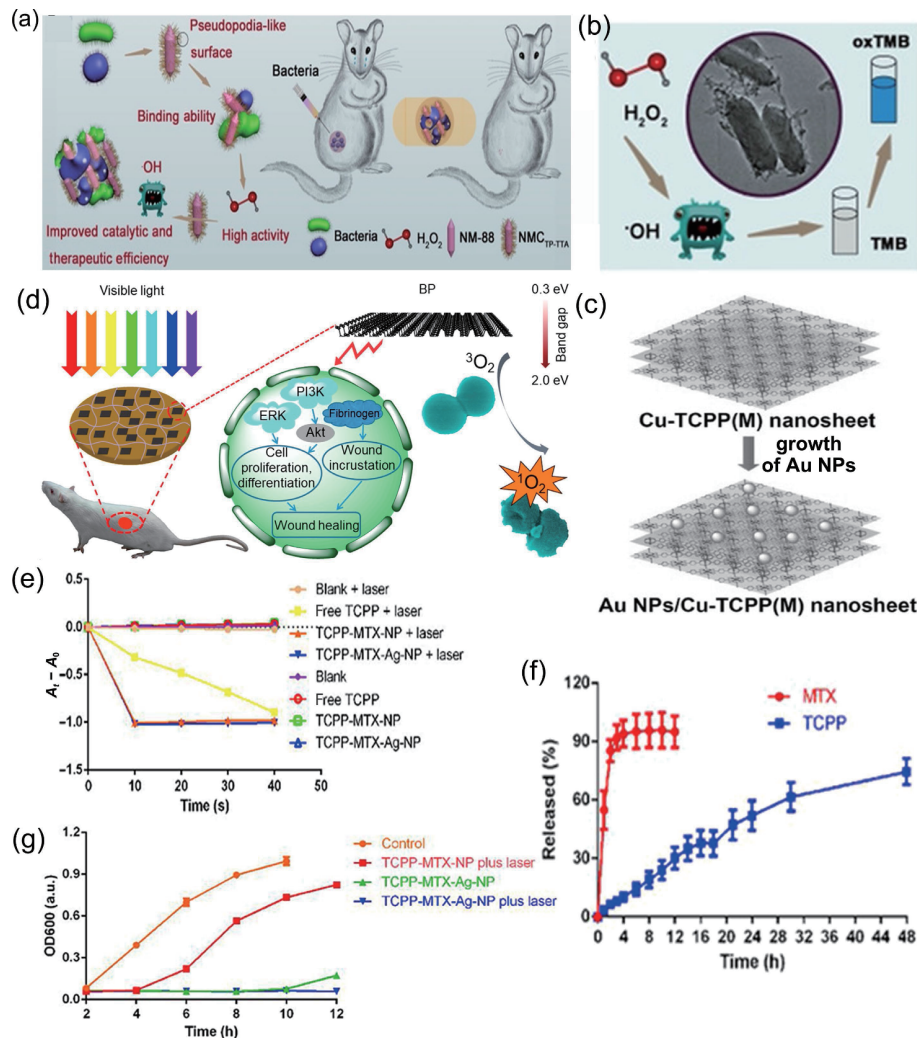 (a)
Pseudopodia-like
surface
Binding ability
Bacteria
·OH
H₂O₂
Improved catalytic and
therapeutic efficiency
High activity
Bacteria
H₂O₂
NM-88
NMC_TP-TTA
(b)
oxTMB
H₂O₂
·OH
TMB
(d)
Visible light
BP
0.3 eV
Band gap
2.0 eV
³O₂
¹O₂
PI3K
ERK
Fibrinogen
Akt
Cell
proliferation,
differentiation
Wound
incrustation
Wound healing
(c)
Cu-TCPP(M) nanosheet
growth
of Au NPs
Au NPs/Cu-TCPP(M) nanosheet
(e)
0.5
0.0
−0.5
−1.0
−1.5
Aₜ − A₀
0 10 20 30 40 50
Time (s)
Blank + laser
Free TCPP + laser
TCPP-MTX-NP + laser
TCPP-MTX-Ag-NP + laser
Blank
Free TCPP
TCPP-MTX-NP
TCPP-MTX-Ag-NP
(f)
120
90
60
30
0
Released (%)
MTX
TCPP
0 4 8 12 16 20 24 28 32 36 40 44 48
Time (h)
(g)
1.2
0.9
0.6
0.3
0.0
OD600 (a.u.)
2 4 6 8 10 12
Time (h)
Control
TCPP-MTX-NP plus laser
TCPP-MTX-Ag-NP
TCPP-MTX-Ag-NP plus laser